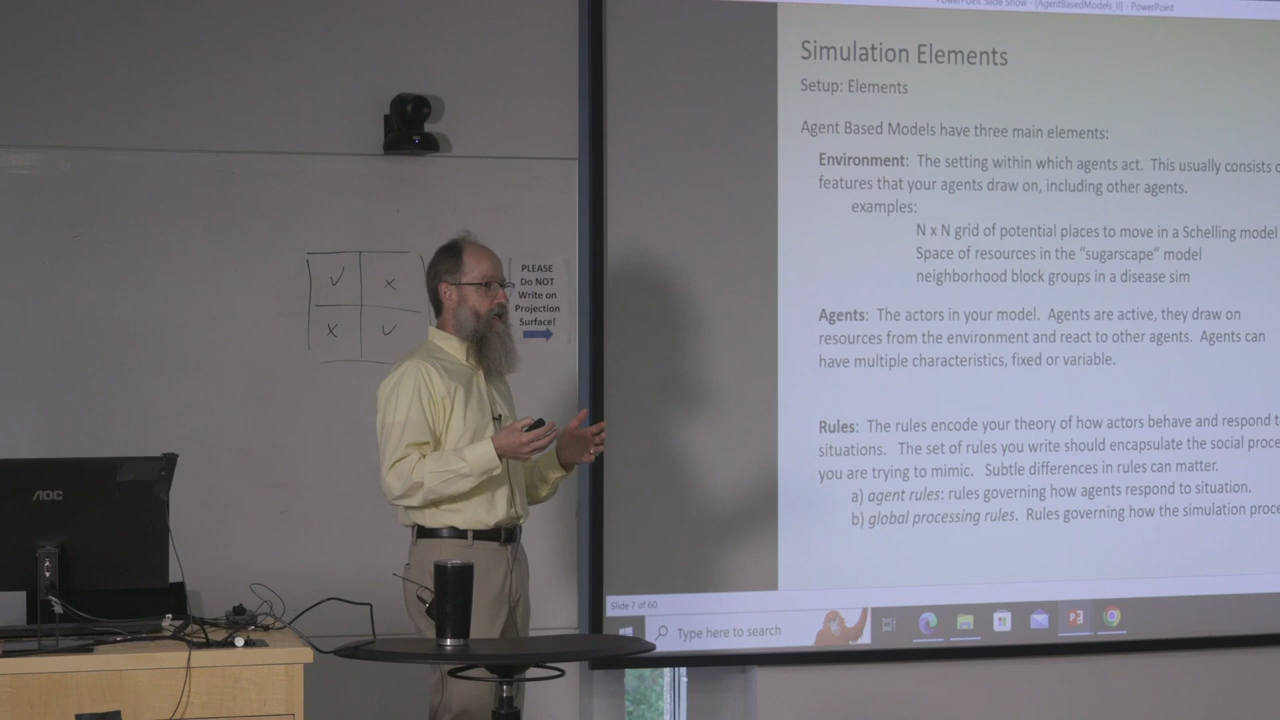 PowerPoint Slide Show - [AgentBasedModels_II] - PowerPoint
Simulation Elements
Setup: Elements
Agent Based Models have three main elements:
Environment: The setting within which agents act. This usually consists
features that your agents draw on, including other agents.
examples:
N x N grid of potential places to move in a Schelling model
Space of resources in the "sugarscape" model
neighborhood block groups in a disease sim
Agents: The actors in your model. Agents are active, they draw on
resources from the environment and react to other agents. Agents can
have multiple characteristics, fixed or variable.
Rules: The rules encode your theory of how actors behave and respond
situations. The set of rules you write should encapsulate the social
you are trying to mimic. Subtle differences in rules can matter.
a) agent rules: rules governing how agents respond to situation.
b) global processing rules. Rules governing how the simulation
Slide 7 of 60
Type here to search
PLEASE
Do NOT
Write on
Projection
Surface!
AOC